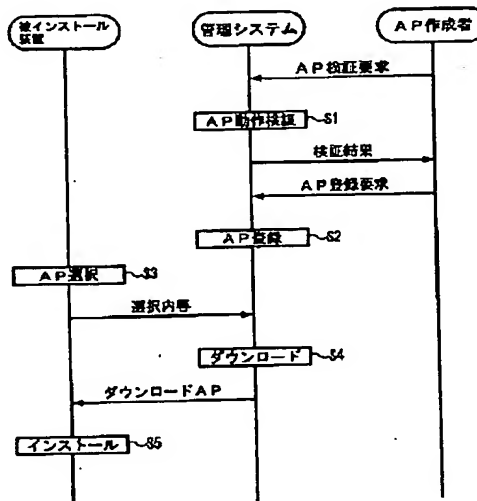 被インストール
装置
管理システム
AP作成者
AP検証要求
AP動作検証
S1
検証結果
AP登録要求
AP登録
S2
AP選択
S3
選択内容
ダウンロード
S4
ダウンロードAP
インストール
S5